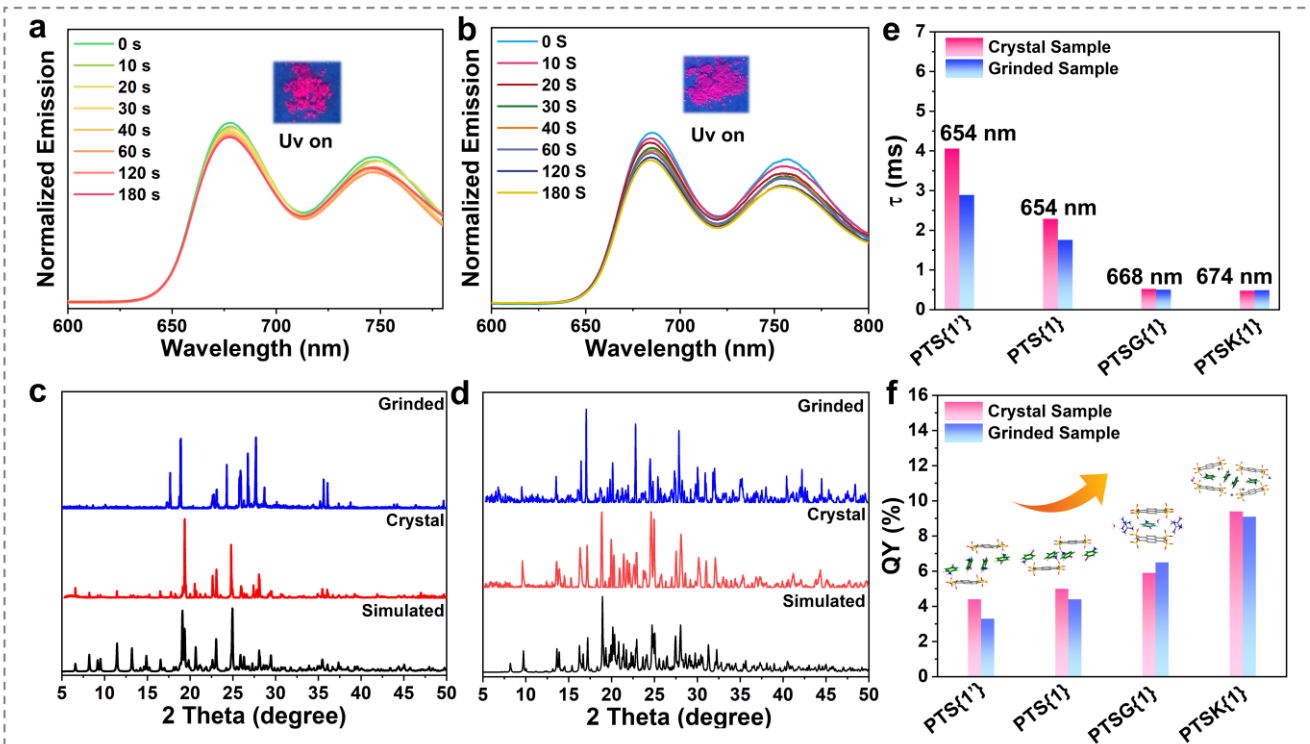 a
0 s
10 s
20 s
30 s
40 s
60 s
120 s
180 s
Uv on
Normalized Emission
600 650 700 750
Wavelength (nm)
b
0 S
10 S
20 S
30 S
40 S
60 S
120 S
180 S
Uv on
Normalized Emission
600 650 700 750 800
Wavelength (nm)
e
Crystal Sample
Grinded Sample
7
6
5
4
3
2
1
0
τ (ms)
654 nm
654 nm
668 nm
674 nm
PTS{1'}
PTS{1}
PTSG{1}
PTSK{1}
c
Grinded
Crystal
Simulated
5 10 15 20 25 30 35 40 45 50
2 Theta (degree)
d
Grinded
Crystal
Simulated
5 10 15 20 25 30 35 40 45 50
2 Theta (degree)
f
Crystal Sample
Grinded Sample
16
14
12
10
8
6
4
2
0
QY (%)
PTS{1'}
PTS{1}
PTSG{1}
PTSK{1}